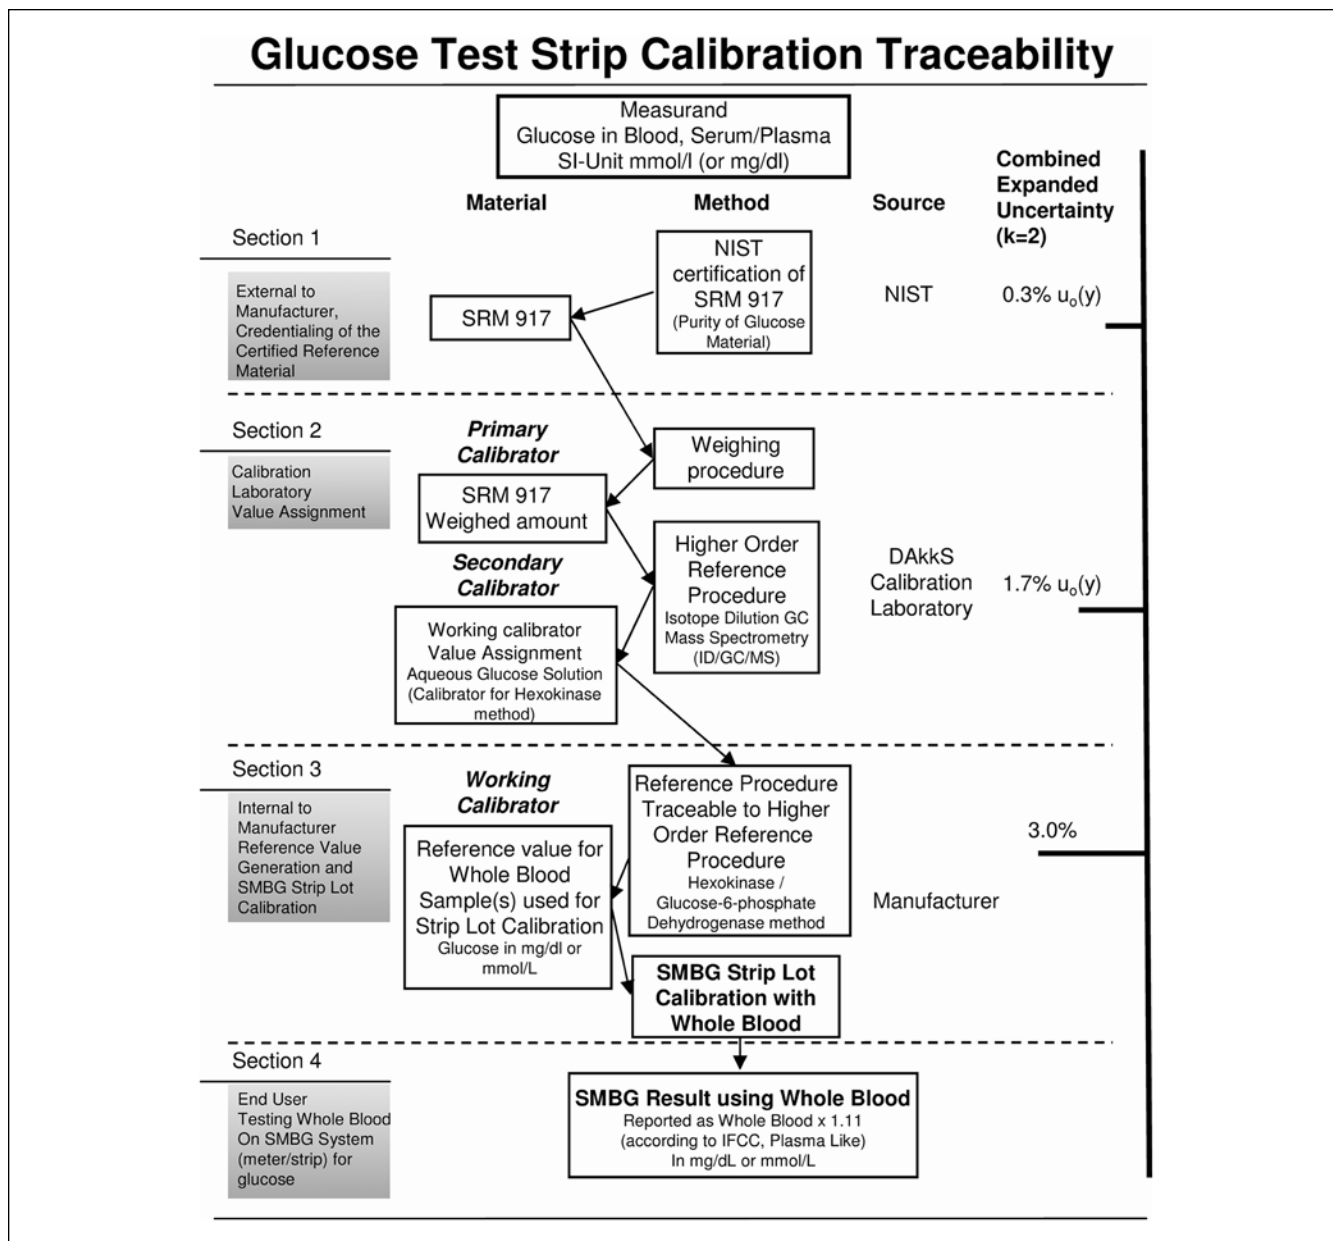 Glucose Test Strip Calibration Traceability
Measurand
Glucose in Blood, Serum/Plasma
SI-Unit mmol/l (or mg/dl)
Material
Method
Source
Combined
Expanded
Uncertainty
(k=2)
Section 1
External to
Manufacturer,
Credentialing of the
Certified Reference
Material
SRM 917
NIST
certification of
SRM 917
(Purity of Glucose
Material)
NIST
0.3% uo(y)
Section 2
Calibration
Laboratory
Value Assignment
Primary
Calibrator
Weighing
procedure
SRM 917
Weighed amount
Secondary
Calibrator
Higher Order
Reference
Procedure
Isotope Dilution GC
Mass Spectrometry
(ID/GC/MS)
DAkkS
Calibration
Laboratory
1.7% uo(y)
Working calibrator
Value Assignment
Aqueous Glucose Solution
(Calibrator for Hexokinase
method)
Section 3
Internal to
Manufacturer
Reference Value
Generation and
SMBG Strip Lot
Calibration
Working
Calibrator
Reference value for
Whole Blood
Sample(s) used for
Strip Lot Calibration
Glucose in mg/dl or
mmol/L
Reference Procedure
Traceable to Higher
Order Reference
Procedure
Hexokinase /
Glucose-6-phosphate
Dehydrogenase method
Manufacturer
3.0%
SMBG Strip Lot
Calibration with
Whole Blood
Section 4
End User
Testing Whole Blood
On SMBG System
(meter/strip) for
glucose
SMBG Result using Whole Blood
Reported as Whole Blood x 1.11
(according to IFCC, Plasma Like)
In mg/dL or mmol/L